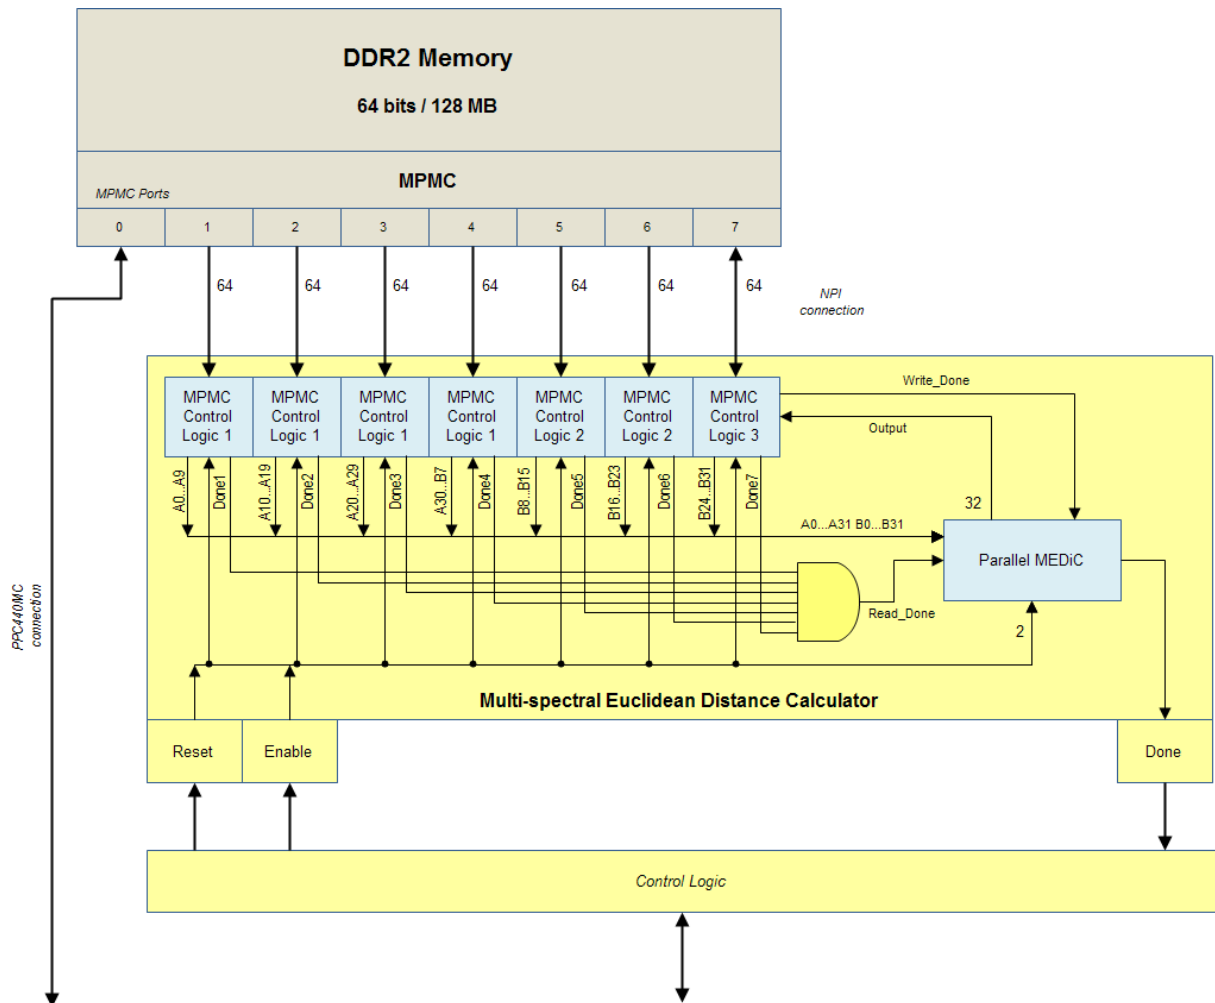 DDR2 Memory
64 bits / 128 MB
MPMC
MPMC Ports
0 1 2 3 4 5 6 7
64 64 64 64 64 64 64
NPI
connection
MPMC Control Logic 1
MPMC Control Logic 1
MPMC Control Logic 1
MPMC Control Logic 1
MPMC Control Logic 2
MPMC Control Logic 2
MPMC Control Logic 3
Write_Done
Output
A0...A9
Done1
A10...A19
Done2
A20...A29
Done3
A30...B7
Done4
B8...B15
Done5
B16...B23
Done6
B24...B31
Done7
32
A0...A31 B0...B31
Parallel MEDiC
Read_Done
2
PPC440MC
connection
Multi-spectral Euclidean Distance Calculator
Reset
Enable
Done
Control Logic